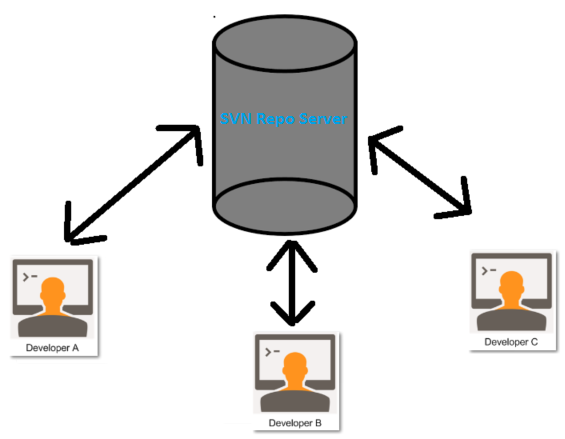 SVN Repo Server
>-
Developer A
>-
Developer C
>-
Developer B